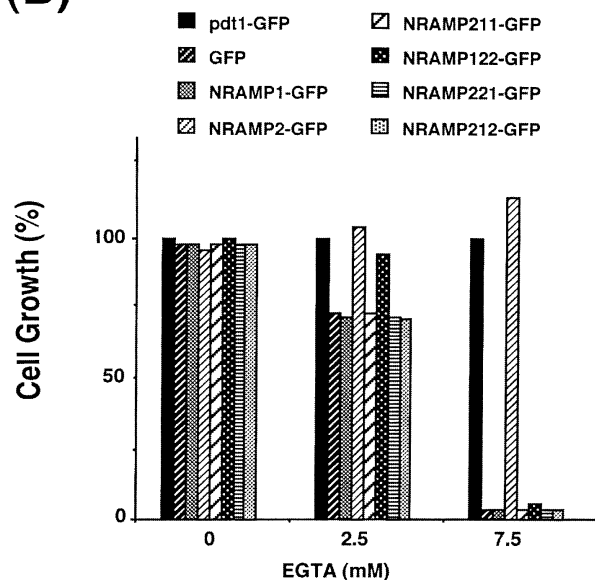 (B)
pdt1-GFP
GFP
NRAMP1-GFP
NRAMP2-GFP
NRAMP211-GFP
NRAMP122-GFP
NRAMP221-GFP
NRAMP212-GFP
Cell Growth (%)
100
50
0
0
2.5
7.5
EGTA (mM)